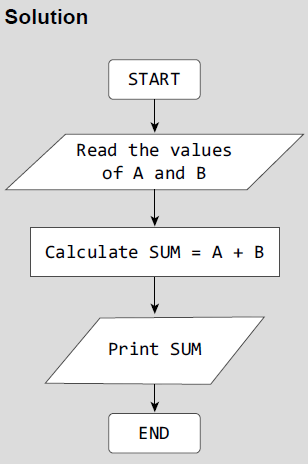 Solution
START
Read the values
of A and B
Calculate SUM = A + B
Print SUM
END